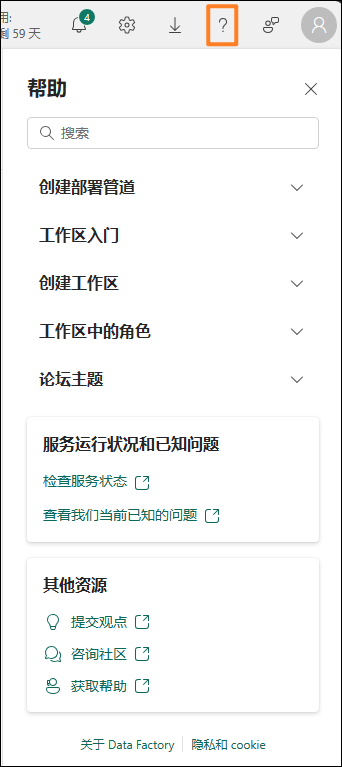 用:
剩 59 天
4
帮助
搜索
创建部署管道
工作区入门
创建工作区
工作区中的角色
论坛主题
服务运行状况和已知问题
检查服务状态
查看我们当前已知的问题
其他资源
提交观点
咨询社区
获取帮助
关于 Data Factory
隐私和 cookie